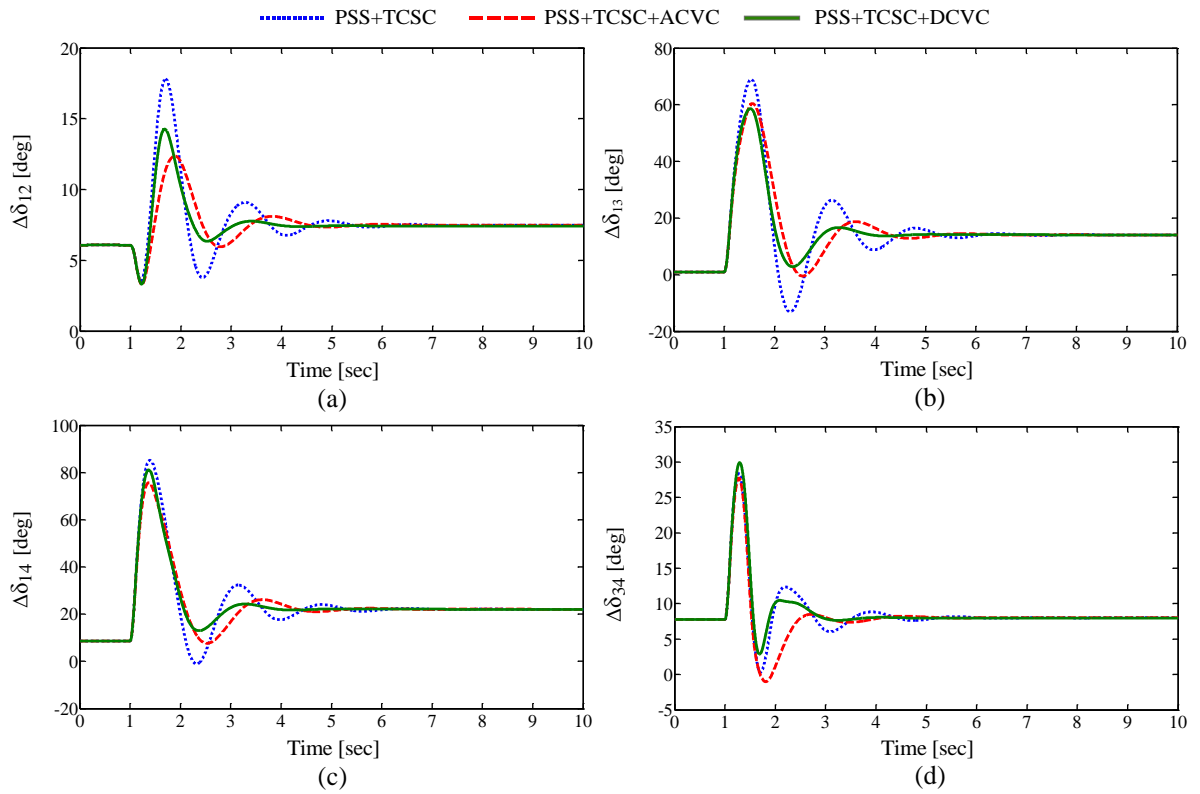 PSS+TCSC PSS+TCSC+ACVC PSS+TCSC+DCVC
20
15
10
5
0
Δδ12 [deg]
0 1 2 3 4 5 6 7 8 9 10
Time [sec]
(a)
80
60
40
20
0
-20
Δδ13 [deg]
0 1 2 3 4 5 6 7 8 9 10
Time [sec]
(b)
100
80
60
40
20
0
-20
Δδ14 [deg]
0 1 2 3 4 5 6 7 8 9 10
Time [sec]
(c)
35
30
25
20
15
10
5
0
-5
Δδ34 [deg]
0 1 2 3 4 5 6 7 8 9 10
Time [sec]
(d)